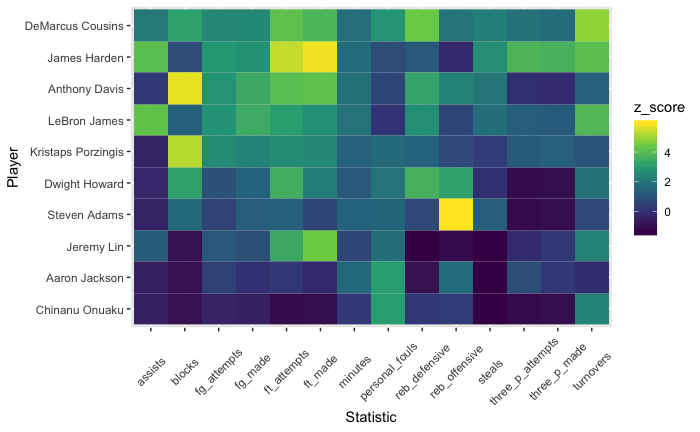 DeMarcus Cousins
James Harden
Anthony Davis
LeBron James
Kristaps Porzingis
Dwight Howard
Steven Adams
Jeremy Lin
Aaron Jackson
Chinanu Onuaku
Player
assists
blocks
fg_attempts
fg_made
ft_attempts
ft_made
minutes
personal_fouls
reb_defensive
reb_offensive
steals
three_p_attempts
three_p_made
turnovers
Statistic
z_score
4
2
0